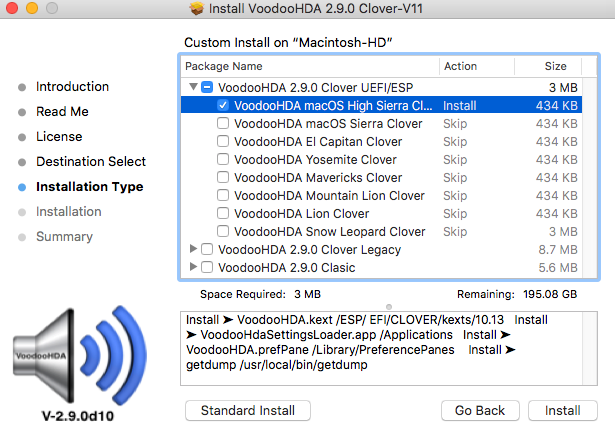 Install VoodooHDA 2.9.0 Clover-V11
Custom Install on “Macintosh-HD”
Package Name Action Size
VoodooHDA 2.9.0 Clover UEFI/ESP 3 MB
VoodooHDA macOS High Sierra Cl... Install 434 KB
VoodooHDA macOS Sierra Clover Skip 434 KB
VoodooHDA El Capitan Clover Skip 434 KB
VoodooHDA Yosemite Clover Skip 434 KB
VoodooHDA Mavericks Clover Skip 434 KB
VoodooHDA Mountain Lion Clover Skip 434 KB
VoodooHDA Lion Clover Skip 434 KB
VoodooHDA Snow Leopard Clover Skip 3 MB
VoodooHDA 2.9.0 Clover Legacy 8.7 MB
VoodooHDA 2.9.0 Clasic 5.6 MB
Introduction
Read Me
License
Destination Select
Installation Type
Installation
Summary
Space Required: 3 MB Remaining: 195.08 GB
Install ➤ VoodooHDA.kext /ESP/ EFI/CLOVER/kexts/10.13 Install
➤ VoodooHdaSettingsLoader.app /Applications Install ➤
VoodooHDA.prefPane /Library/PreferencePanes Install ➤
getdump /usr/local/bin/getdump
VoodooHDA
V-2.9.0d10
Standard Install Go Back Install